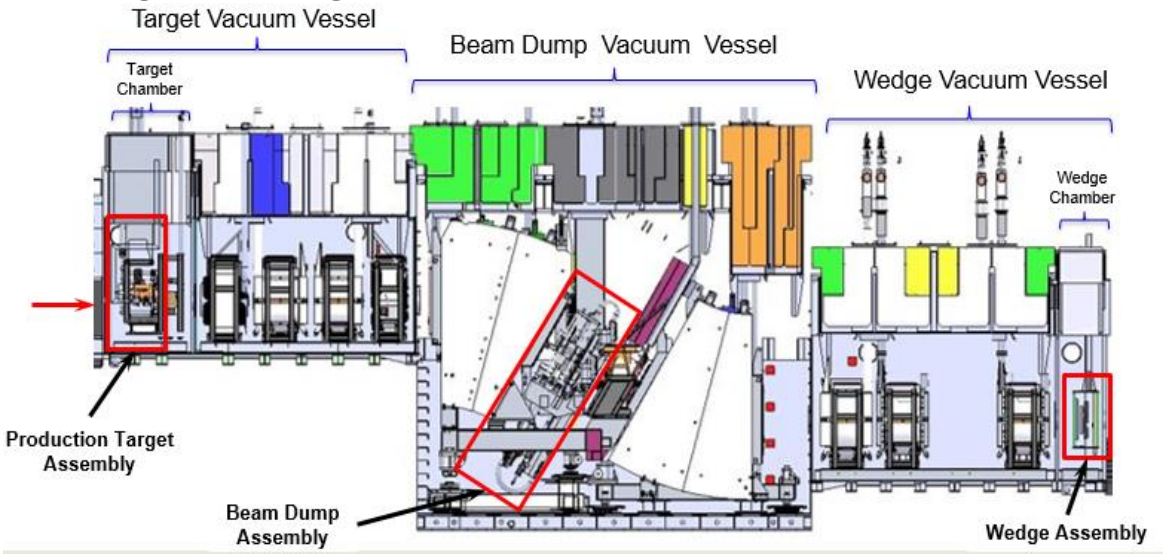 Target Vacuum Vessel
Beam Dump Vacuum Vessel
Wedge Vacuum Vessel
Target
Chamber
Wedge
Chamber
Production Target
Assembly
Beam Dump
Assembly
Wedge Assembly